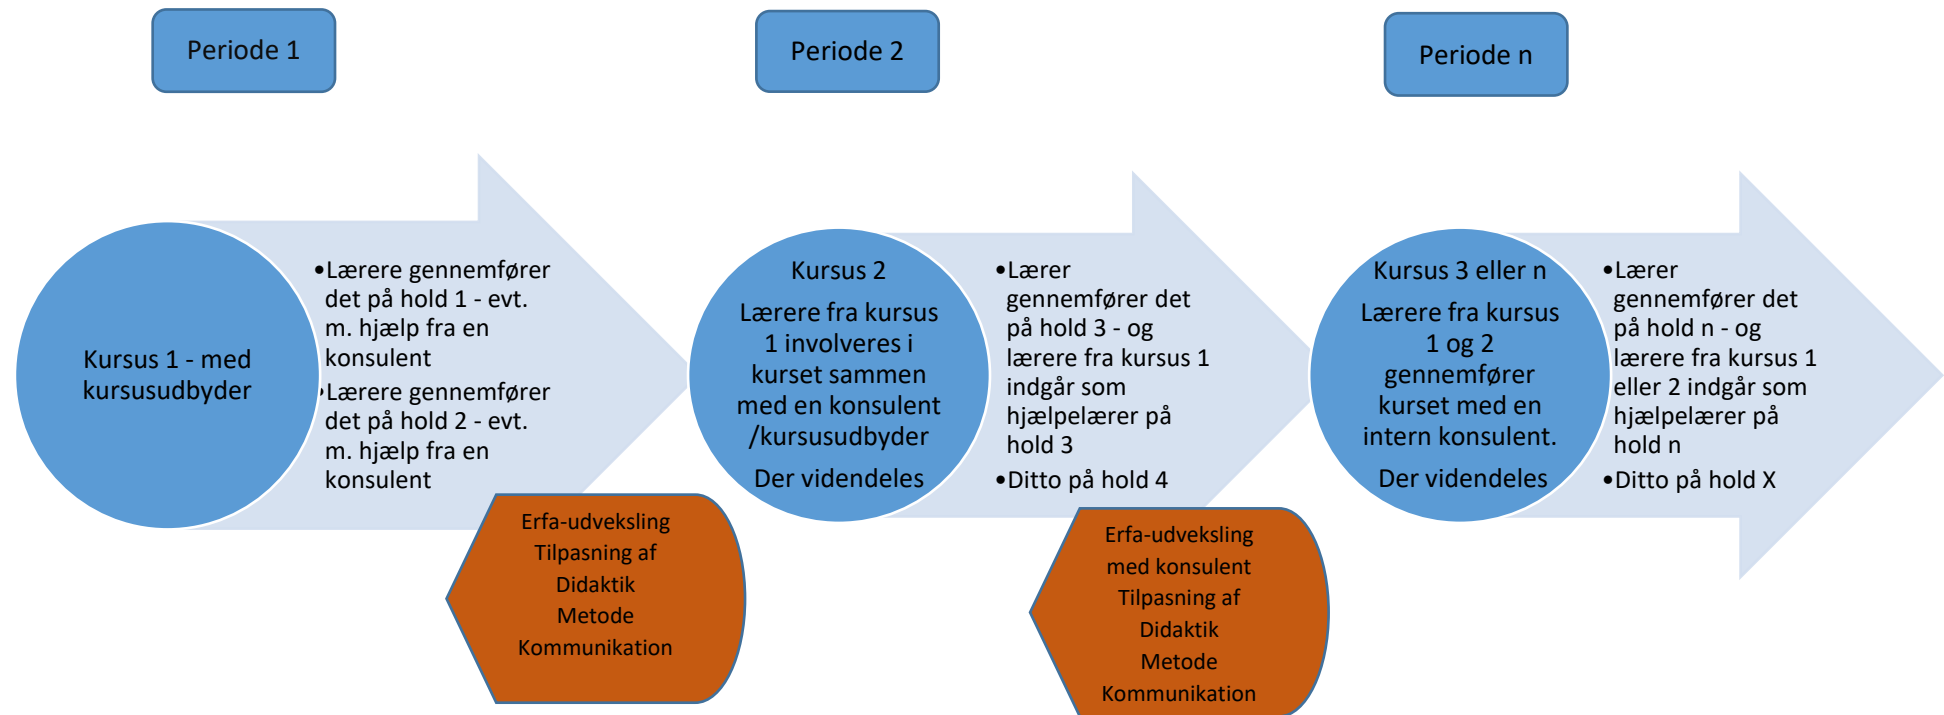 Periode 1
Periode 2
Periode n
Kursus 1 - med
kursusudbyder
•Lærere gennemfører
det på hold 1 - evt.
m. hjælp fra en
konsulent
•Lærere gennemfører
det på hold 2 - evt.
m. hjælp fra en
konsulent
Erfa-udveksling
Tilpasning af
Didaktik
Metode
Kommunikation
Kursus 2
Lærere fra kursus
1 involveres i
kurset sammen
med en konsulent
/kursusudbyder
Der videndeles
•Lærer
gennemfører det
på hold 3 - og
lærere fra kursus 1
indgår som
hjælpelærer på
hold 3
•Ditto på hold 4
Erfa-udveksling
med konsulent
Tilpasning af
Didaktik
Metode
Kommunikation
Kursus 3 eller n
Lærere fra kursus
1 og 2
gennemfører
kurset med en
intern konsulent.
Der videndeles
•Lærer
gennemfører det
på hold n - og
lærere fra kursus 1
eller 2 indgår som
hjælpelærer på
hold n
•Ditto på hold X